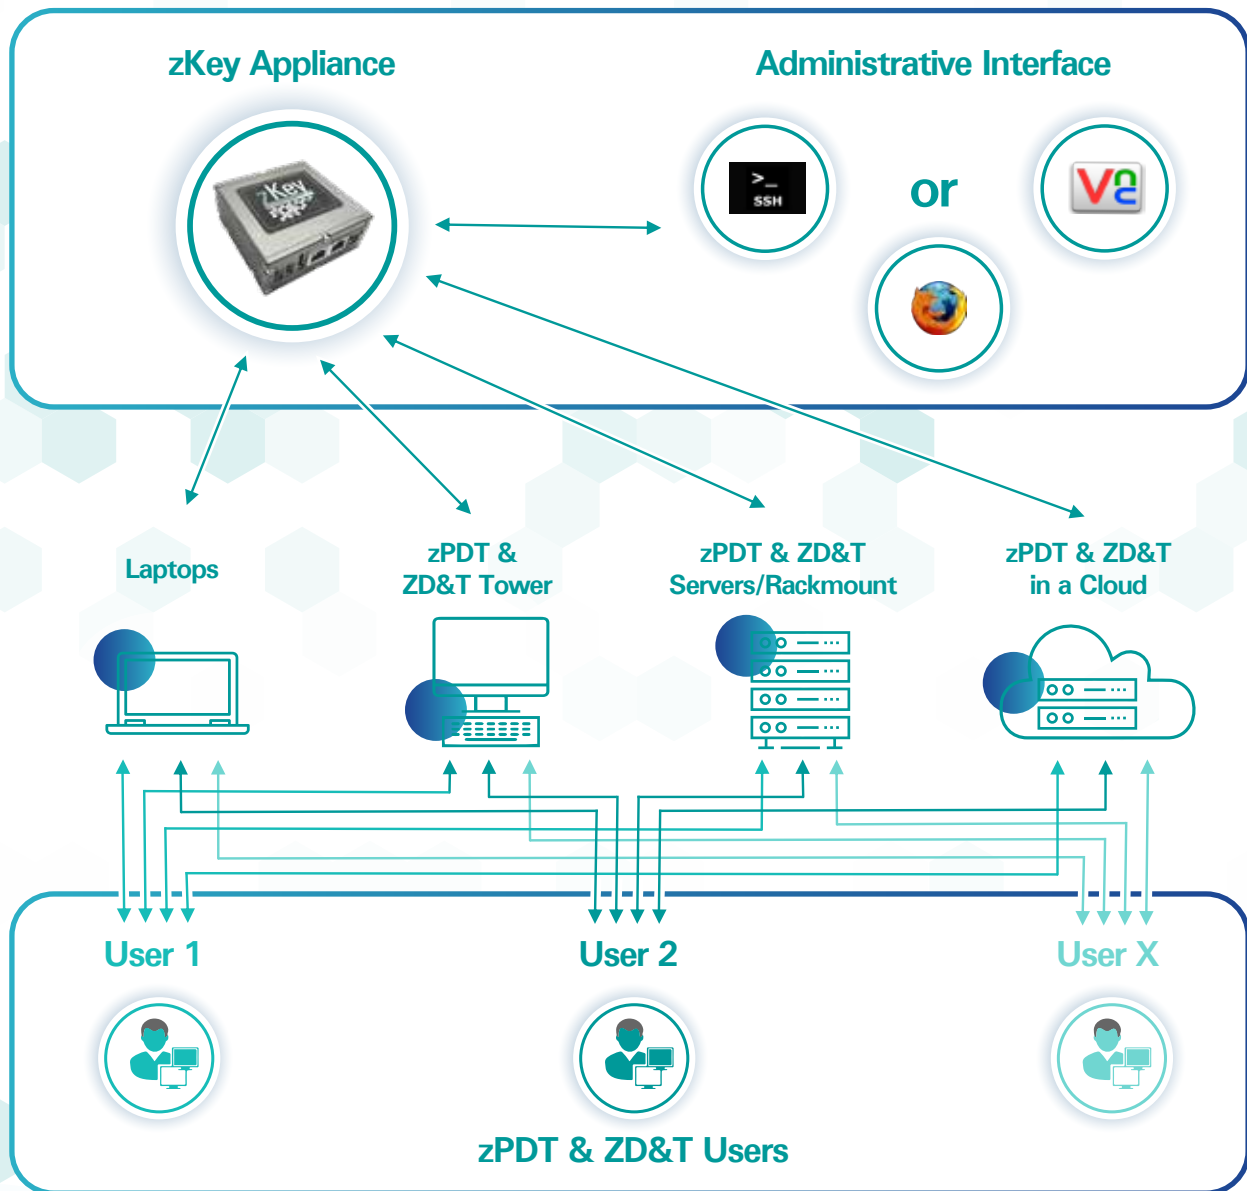 zKey Appliance
Administrative Interface
zKey
>_
SSH
or
VNC
Laptops
zPDT &
ZD&T Tower
zPDT & ZD&T
Servers/Rackmount
zPDT & ZD&T
in a Cloud
User 1
User 2
User X
zPDT & ZD&T Users